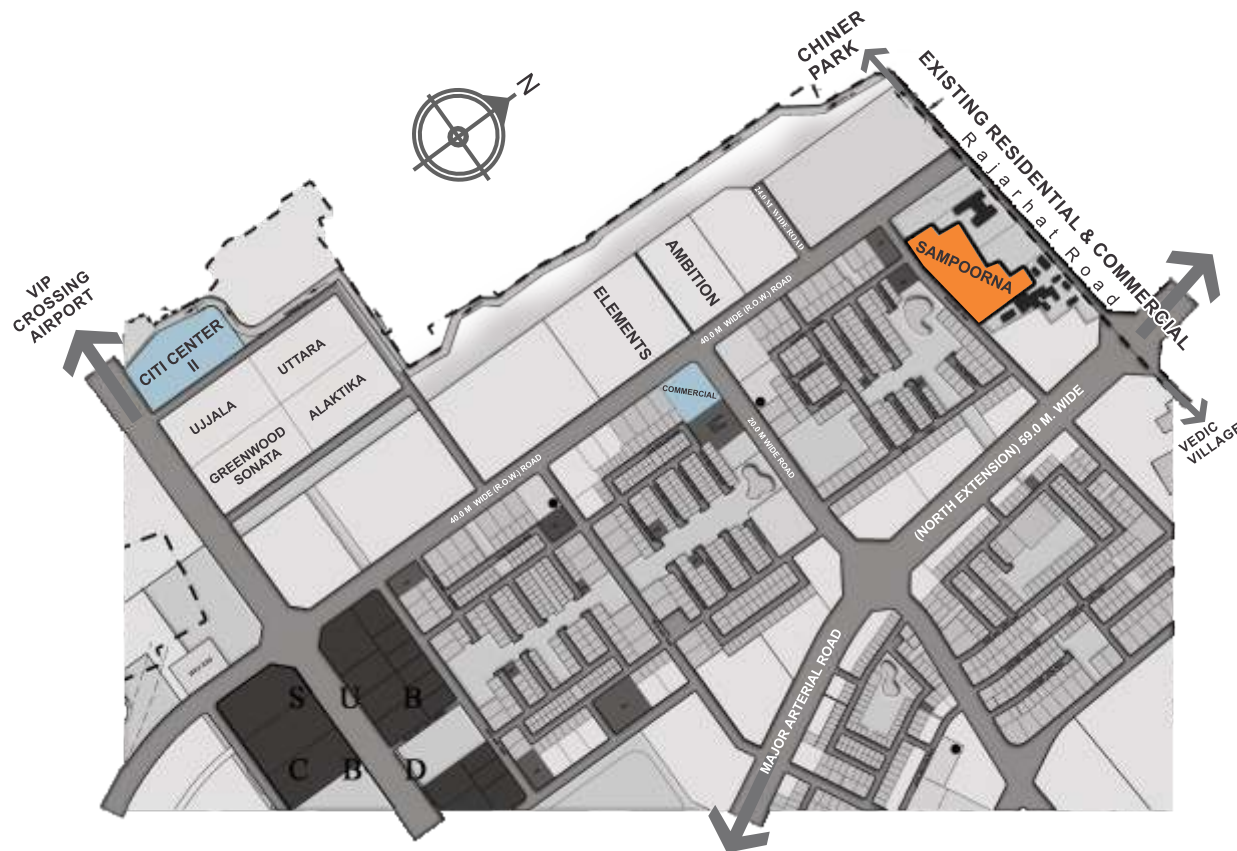 CHINER
PARK
N
EXISTING RESIDENTIAL & COMMERCIAL
Rajarhat Road
VIP
CROSSING
AIRPORT
24.0 M WIDE ROAD
SAMPOORNA
AMBITION
ELEMENTS
40.0 M WIDE (R.O.W.) ROAD
CITI CENTER
II
UTTARA
UJJALA
ALAKTIKA
GREENWOOD
SONATA
COMMERCIAL
20.0 M WIDE ROAD
VEDIC
VILLAGE
(NORTH EXTENSION) 59.0 M. WIDE
40.0 M WIDE (R.O.W.) ROAD
MAJOR ARTERIAL ROAD
S U B
C B D